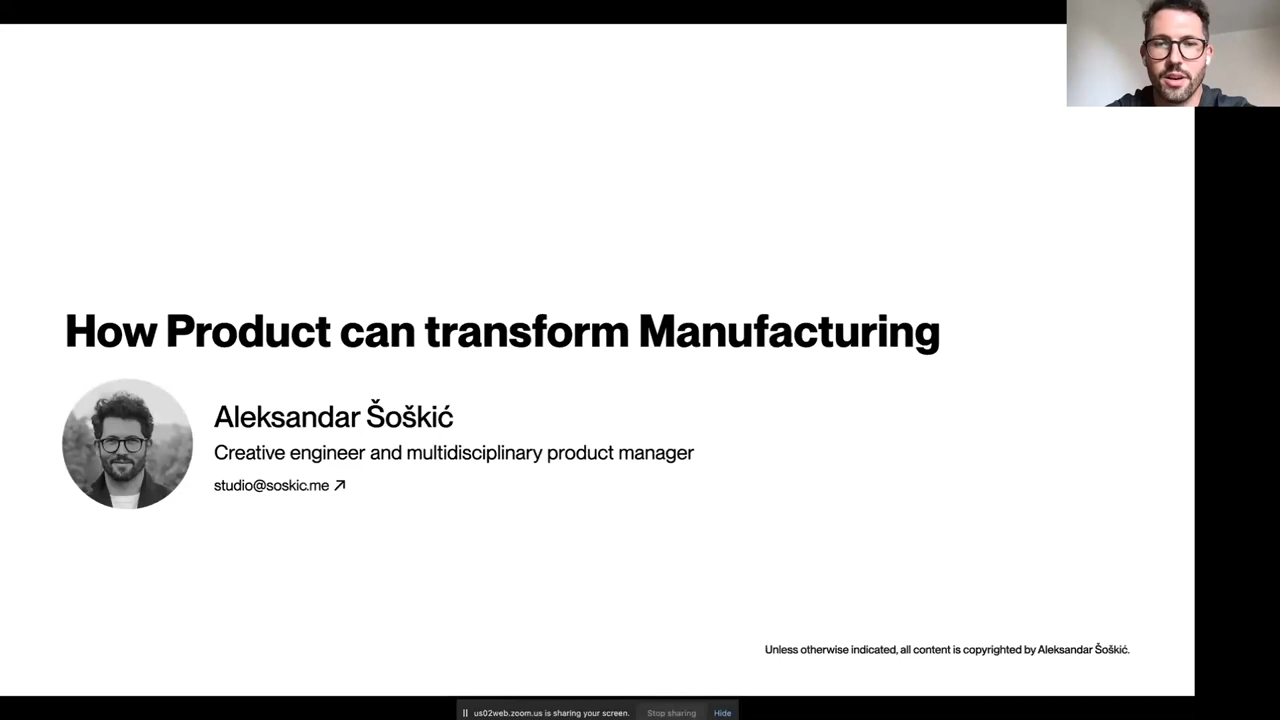 How Product can transform Manufacturing
Aleksandar Šoškić
Creative engineer and multidisciplinary product manager
studio@soskic.me ↗
Unless otherwise indicated, all content is copyrighted by Aleksandar Šoškić.
us02web.zoom.us is sharing your screen. Stop sharing Hide